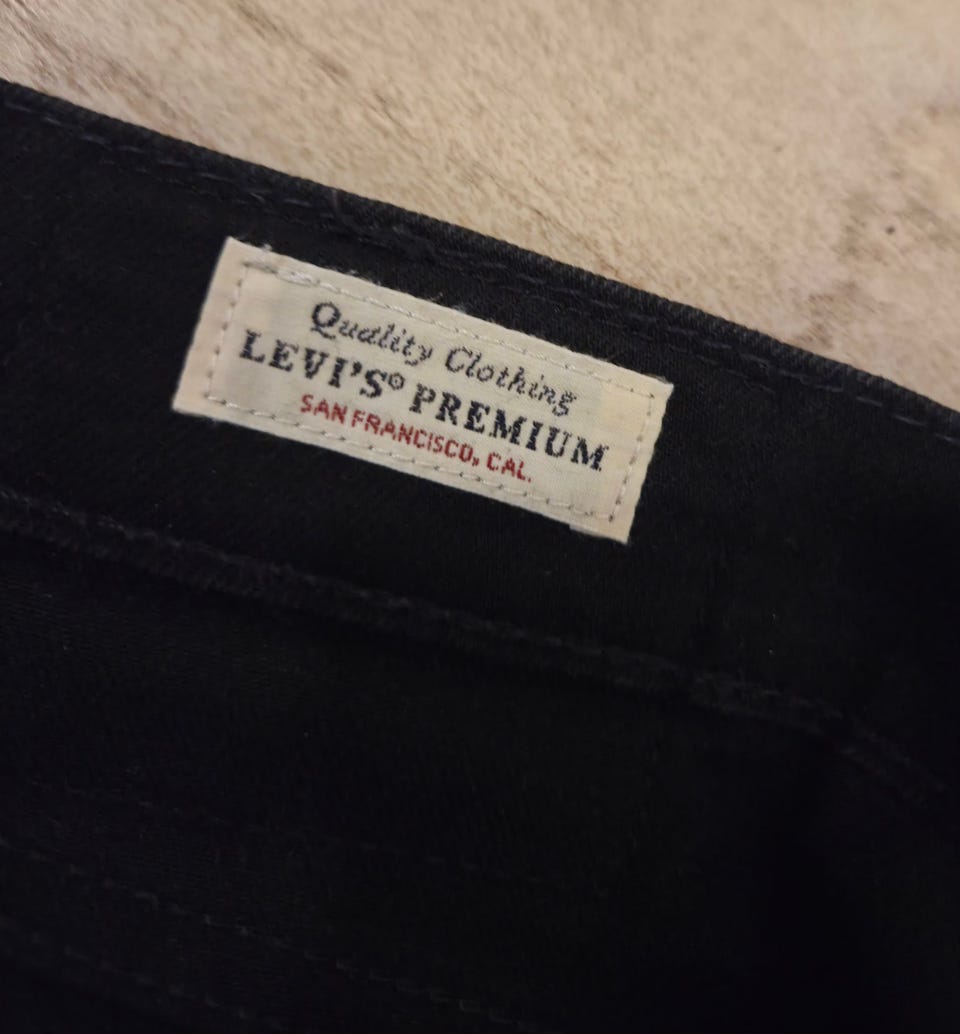 Quality Clothing
LEVI'S® PREMIUM
SAN FRANCISCO, CAL.